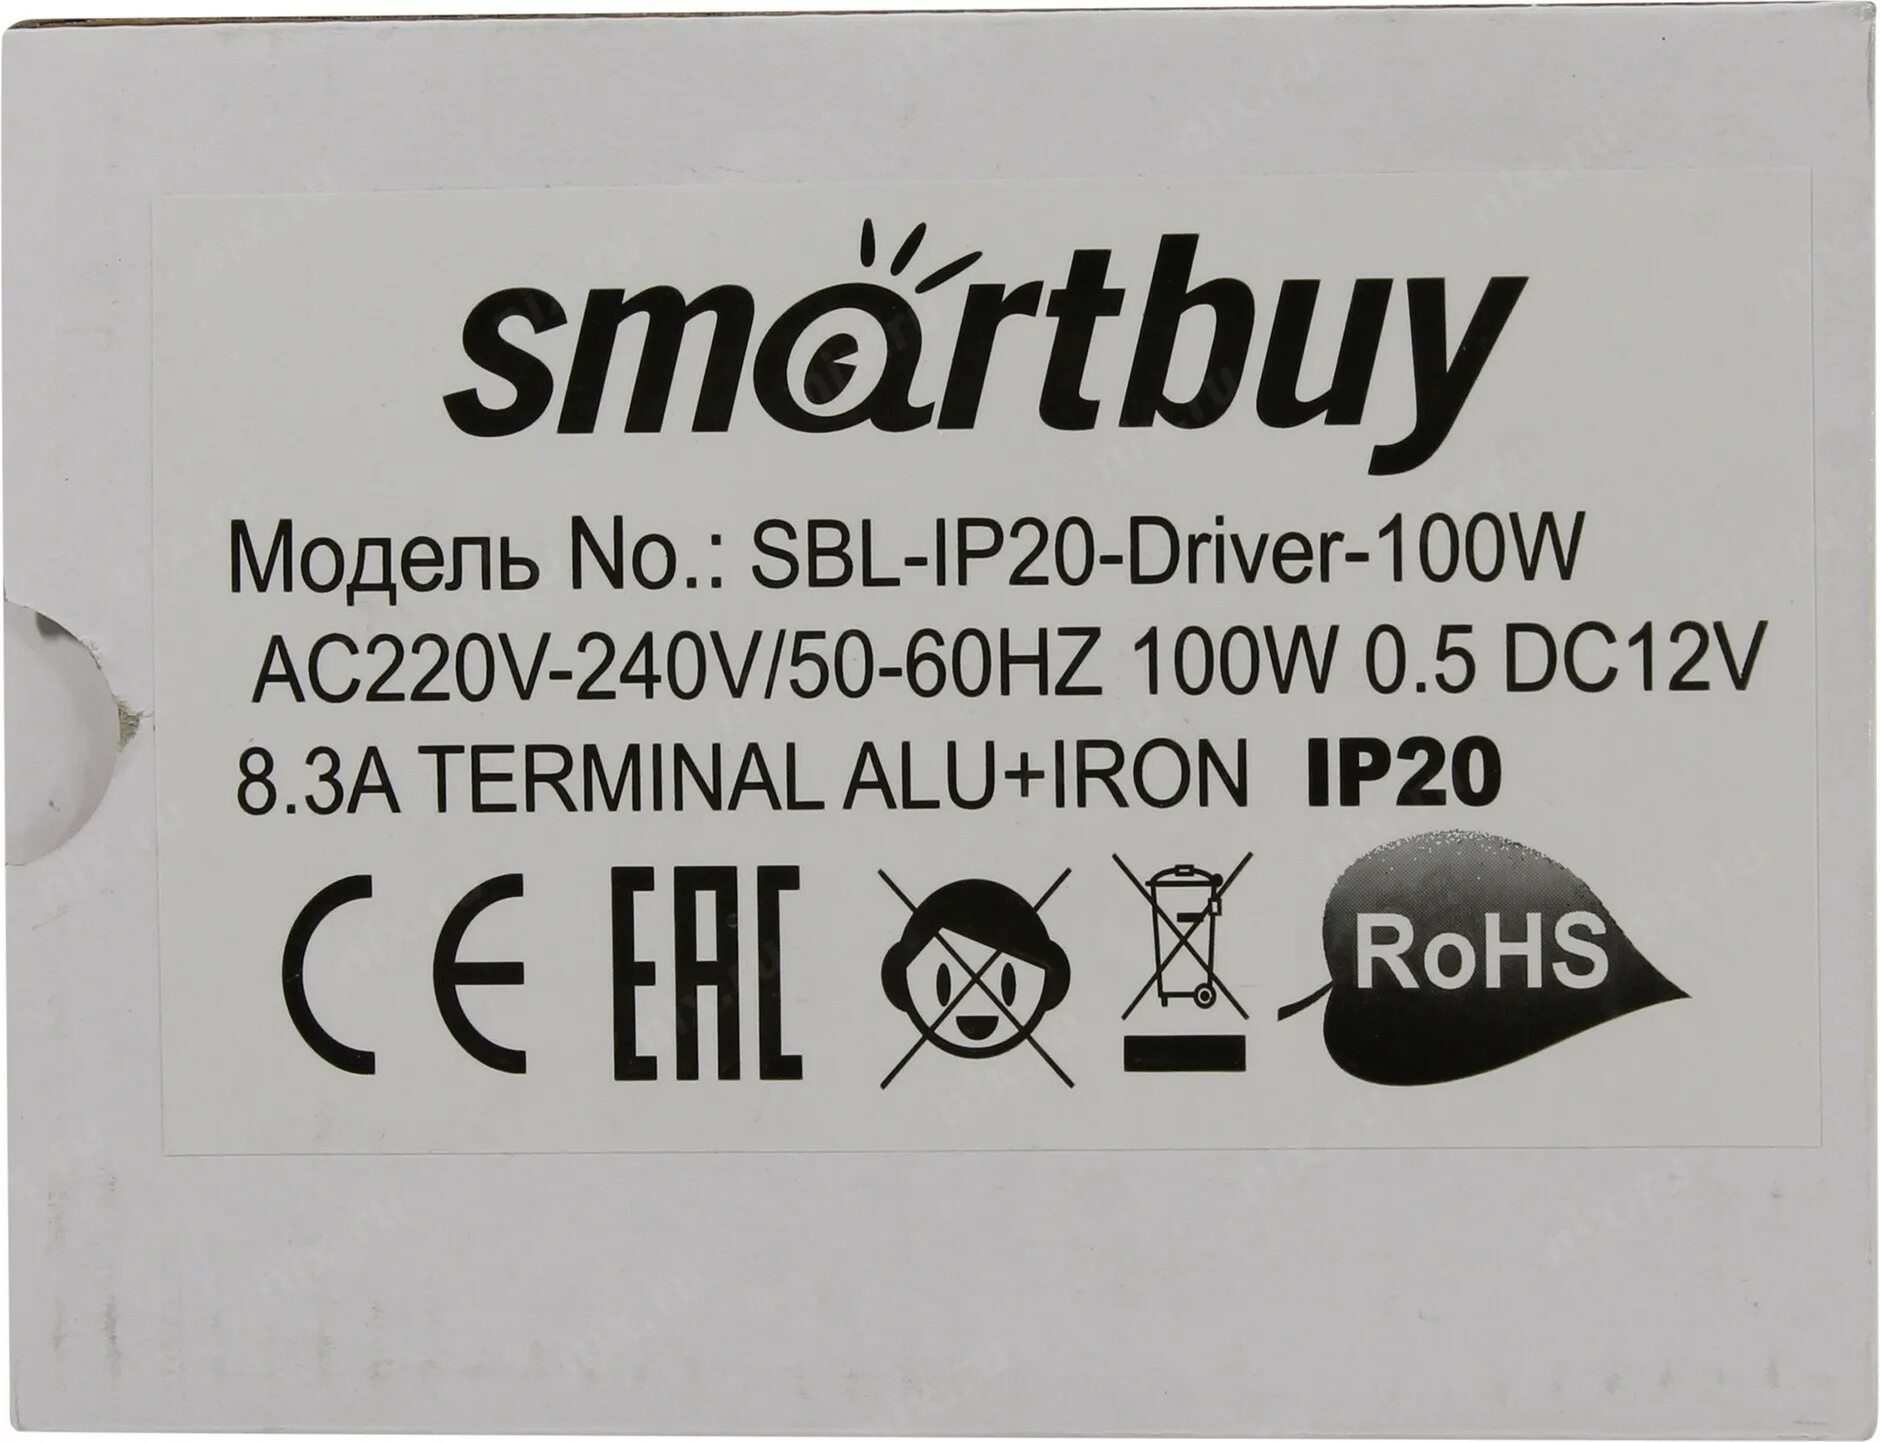 smartbuy
Модель No.: SBL-IP20-Driver-100W
AC220V-240V/50-60HZ 100W 0.5 DC12V
8.3A TERMINAL ALU+IRON IP20
CE EAC RoHS